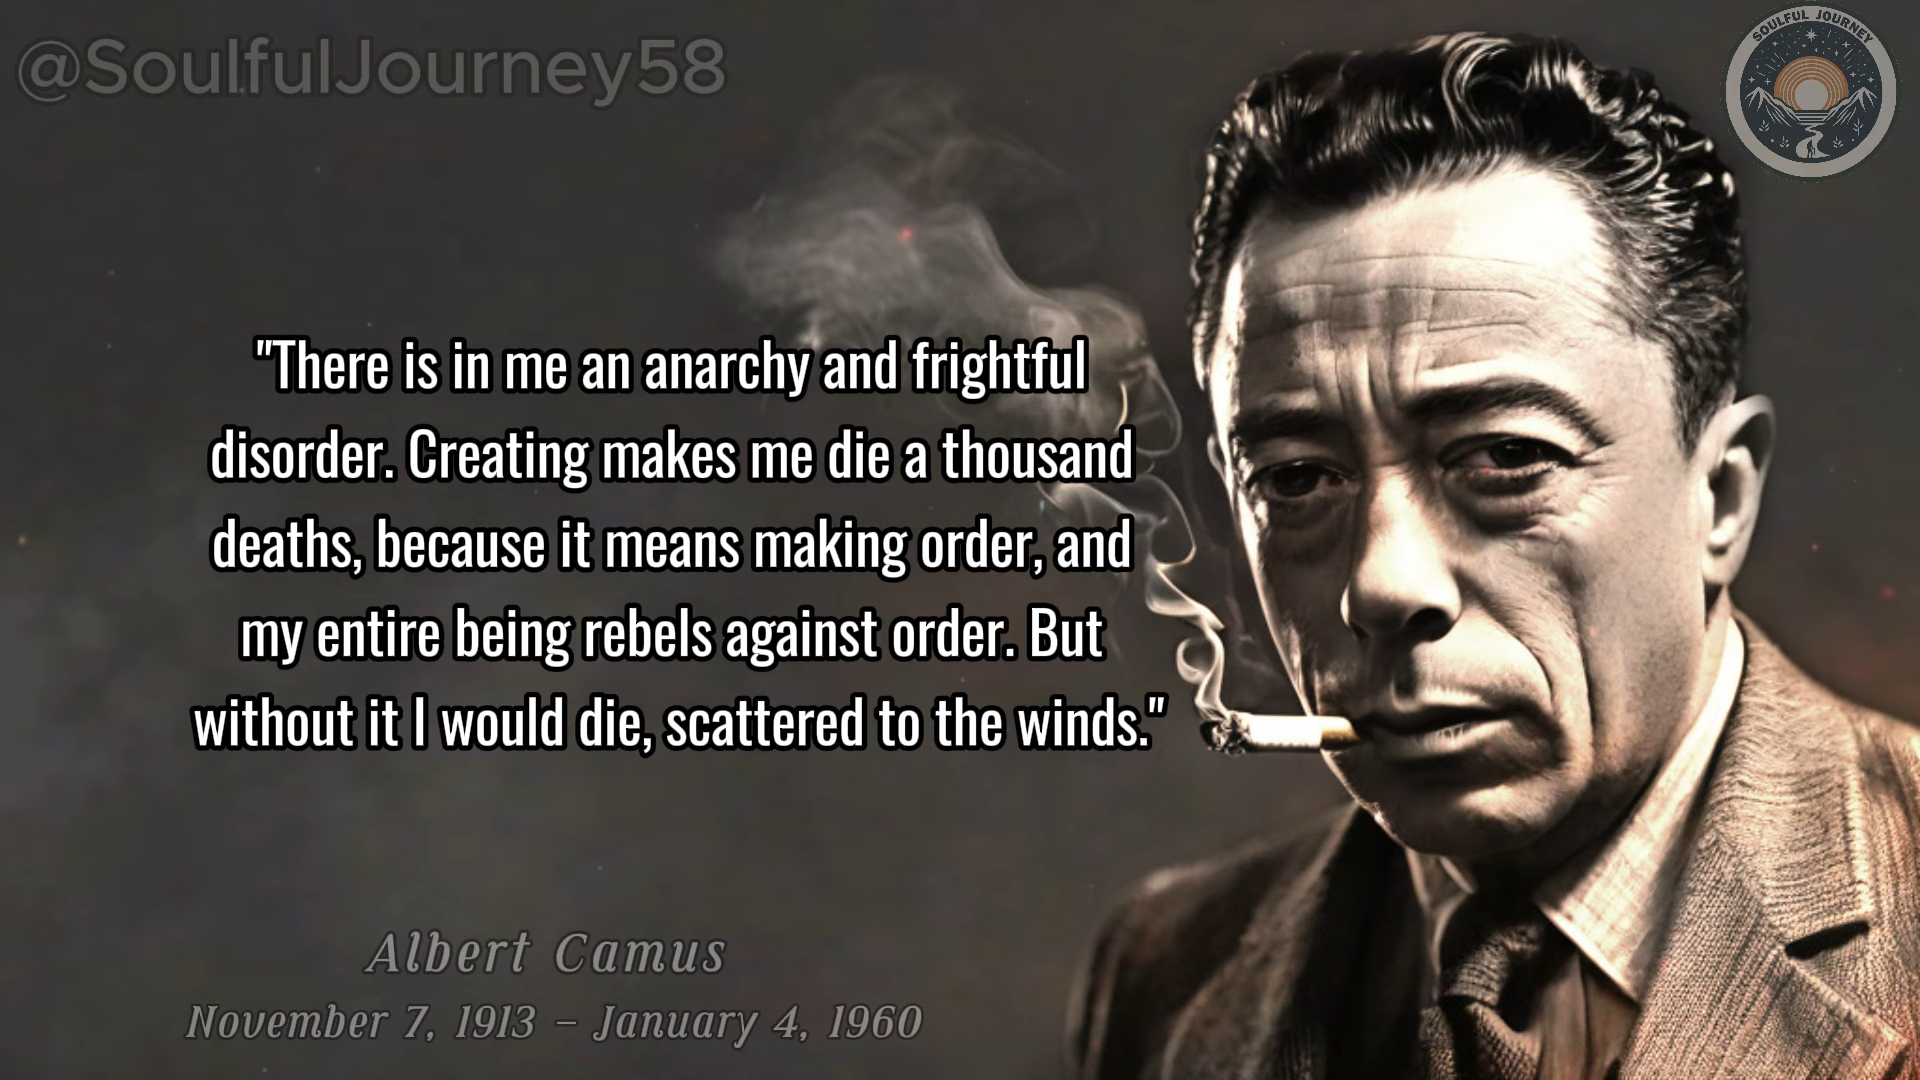 @SoulfulJourney58
SOULFUL JOURNEY
"There is in me an anarchy and frightful
disorder. Creating makes me die a thousand
deaths, because it means making order, and
my entire being rebels against order. But
without it I would die, scattered to the winds."
Albert Camus
November 7, 1913 – January 4, 1960